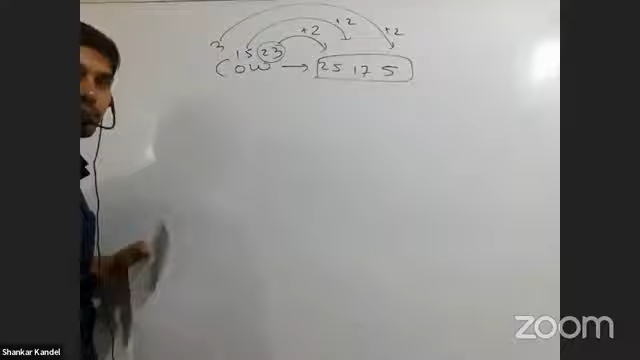 +2 +2 +2
3 15 23
COW → 25 17 5
zoom
Shankar Kandel